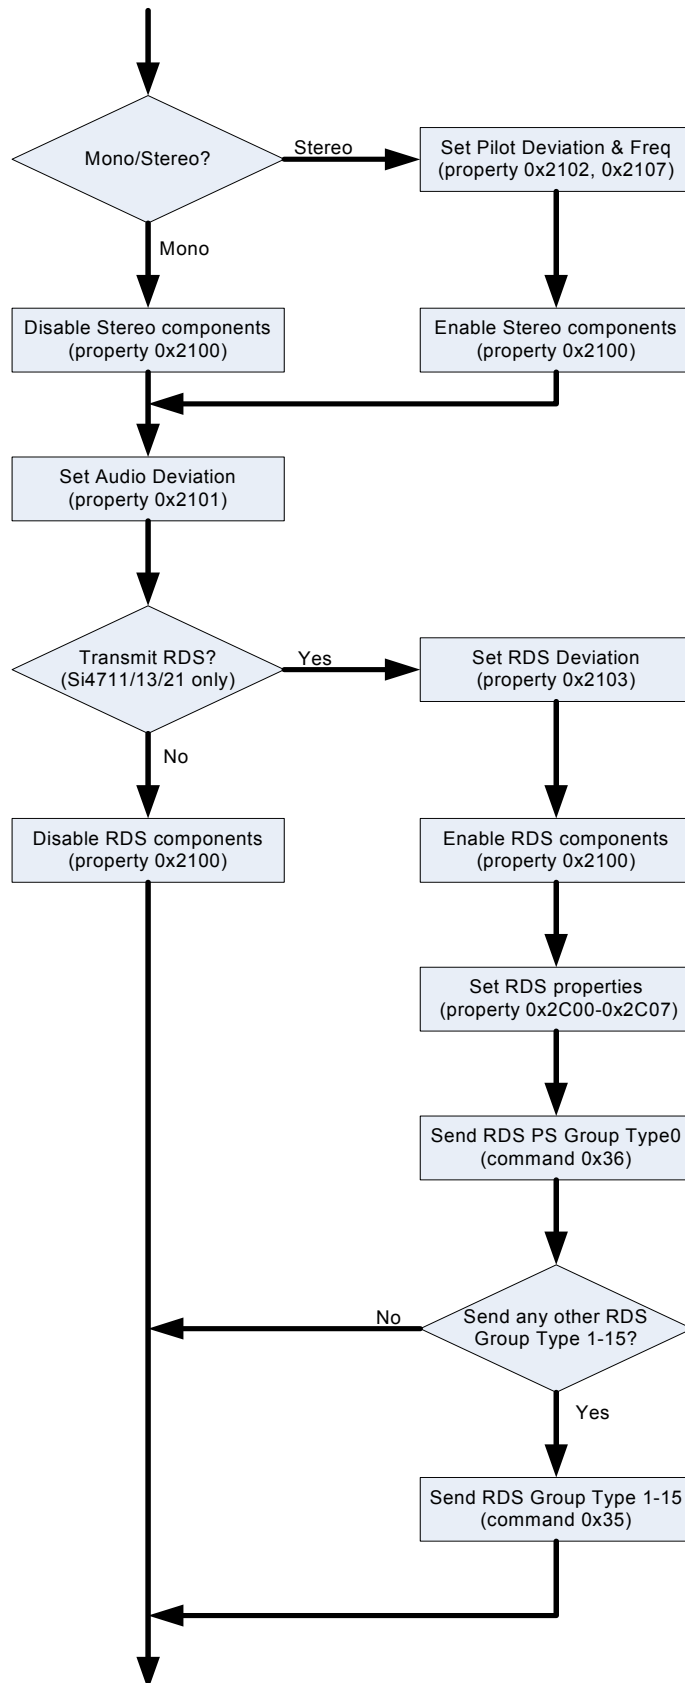 Mono/Stereo?
Stereo
Set Pilot Deviation & Freq
(property 0x2102, 0x2107)
Mono
Disable Stereo components
(property 0x2100)
Enable Stereo components
(property 0x2100)
Set Audio Deviation
(property 0x2101)
Transmit RDS?
(Si4711/13/21 only)
Yes
Set RDS Deviation
(property 0x2103)
No
Disable RDS components
(property 0x2100)
Enable RDS components
(property 0x2100)
Set RDS properties
(property 0x2C00-0x2C07)
Send RDS PS Group Type0
(command 0x36)
Send any other RDS
Group Type 1-15?
No
Yes
Send RDS Group Type 1-15
(command 0x35)